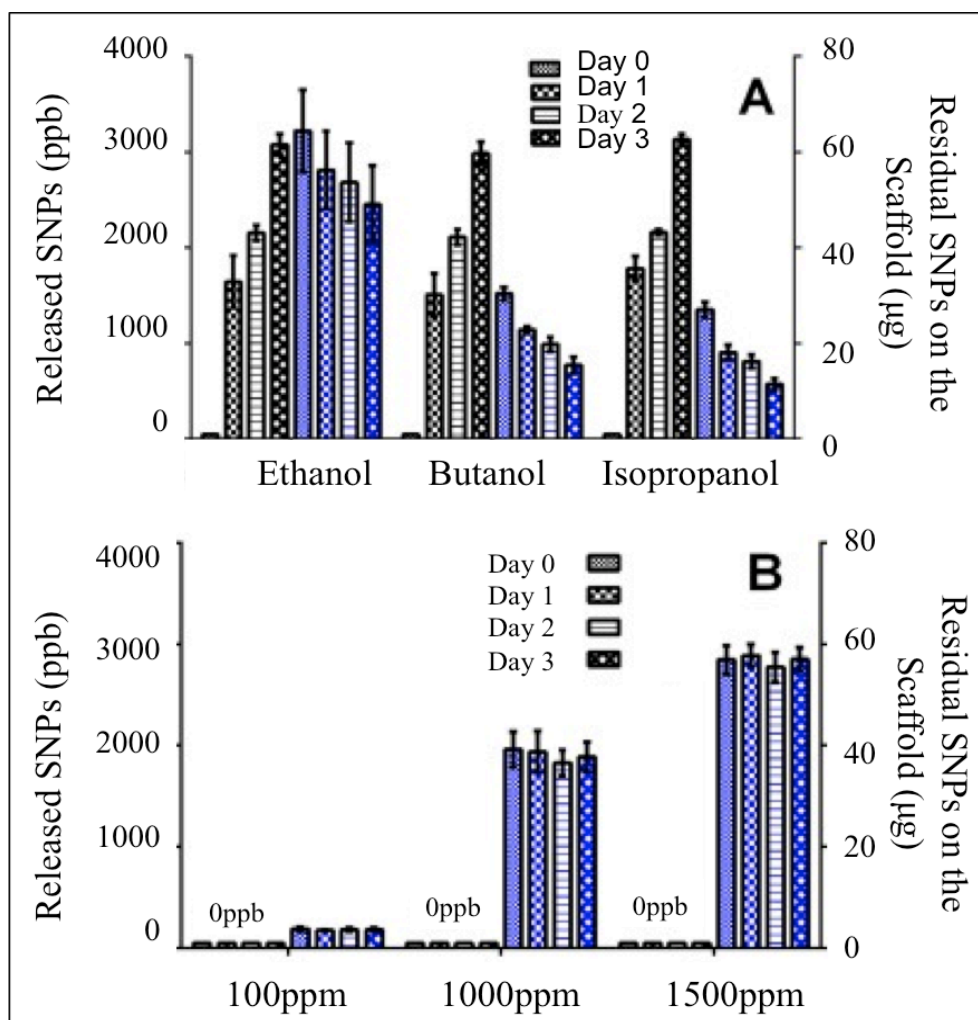 4000
3000
2000
1000
0
Released SNPs (ppb)
Day 0
Day 1
Day 2
Day 3
A
80
60
40
20
0
Residual SNPs on the
Scaffold (µg)
Ethanol
Butanol
Isopropanol
4000
3000
2000
1000
0
Released SNPs (ppb)
Day 0
Day 1
Day 2
Day 3
B
0ppb
0ppb
0ppb
80
60
40
20
0
Residual SNPs on the
Scaffold (µg)
100ppm
1000ppm
1500ppm